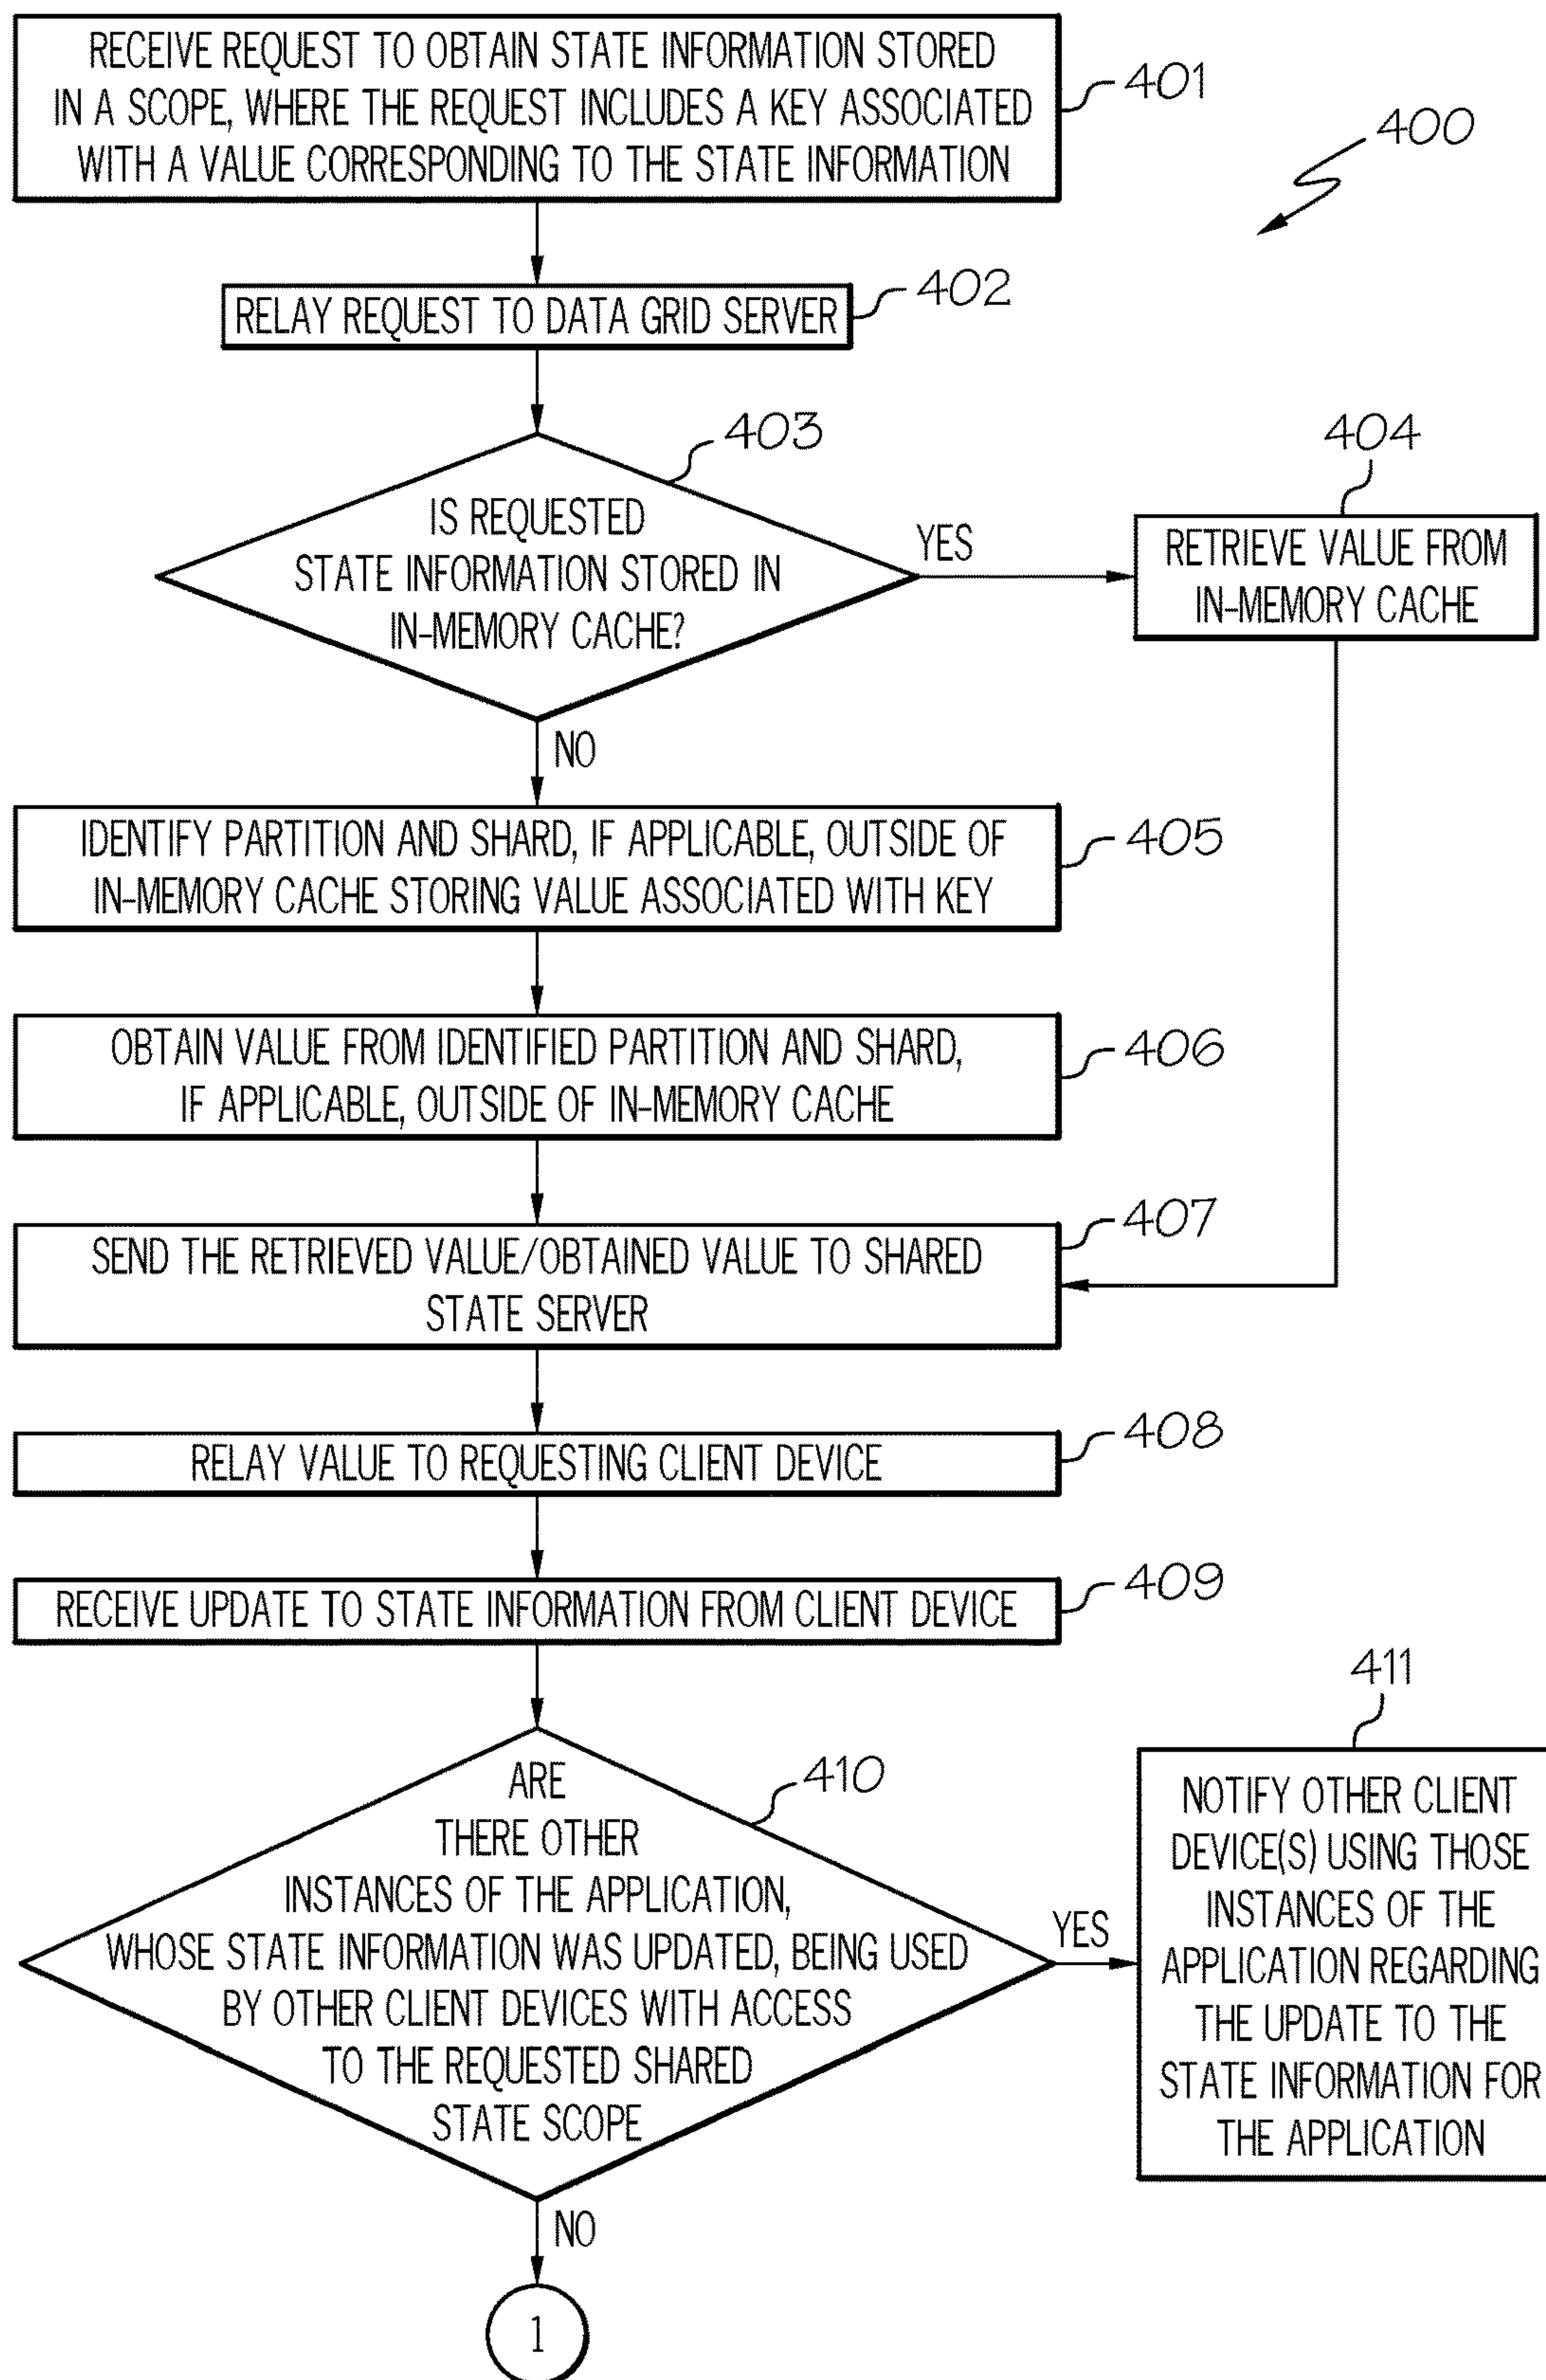 RECEIVE REQUEST TO OBTAIN STATE INFORMATION STORED
IN A SCOPE, WHERE THE REQUEST INCLUDES A KEY ASSOCIATED
WITH A VALUE CORRESPONDING TO THE STATE INFORMATION
401
400
RELAY REQUEST TO DATA GRID SERVER
402
403
IS REQUESTED
STATE INFORMATION STORED IN
IN-MEMORY CACHE?
YES
404
RETRIEVE VALUE FROM
IN-MEMORY CACHE
NO
IDENTIFY PARTITION AND SHARD, IF APPLICABLE, OUTSIDE OF
IN-MEMORY CACHE STORING VALUE ASSOCIATED WITH KEY
405
OBTAIN VALUE FROM IDENTIFIED PARTITION AND SHARD,
IF APPLICABLE, OUTSIDE OF IN-MEMORY CACHE
406
SEND THE RETRIEVED VALUE/OBTAINED VALUE TO SHARED
STATE SERVER
407
RELAY VALUE TO REQUESTING CLIENT DEVICE
408
RECEIVE UPDATE TO STATE INFORMATION FROM CLIENT DEVICE
409
410
ARE
THERE OTHER
INSTANCES OF THE APPLICATION,
WHOSE STATE INFORMATION WAS UPDATED, BEING USED
BY OTHER CLIENT DEVICES WITH ACCESS
TO THE REQUESTED SHARED
STATE SCOPE
YES
411
NOTIFY OTHER CLIENT
DEVICE(S) USING THOSE
INSTANCES OF THE
APPLICATION REGARDING
THE UPDATE TO THE
STATE INFORMATION FOR
THE APPLICATION
NO
1